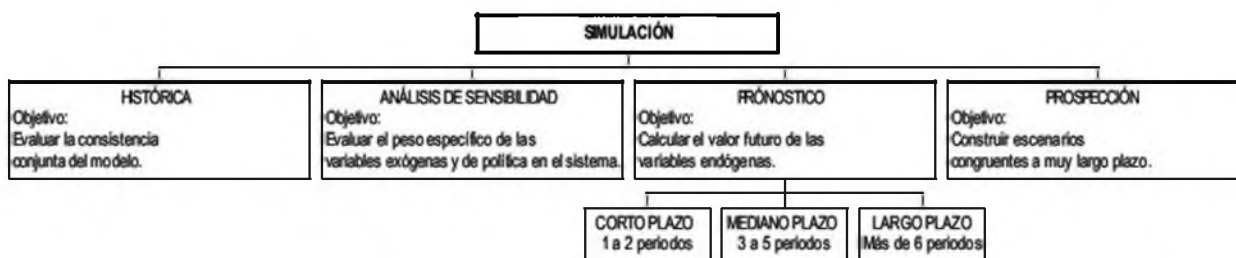 SIMULACIÓN
HISTÓRICA
Objetivo:
Evaluar la consistencia
conjunta del modelo.
ANÁLISIS DE SENSIBILIDAD
Objetivo:
Evaluar el peso específico de las
variables exógenas y de política en el sistema.
PRÓNOSTICO
Objetivo:
Calcular el valor futuro de las
variables endógenas.
PROSPECCIÓN
Objetivo:
Construir escenarios
congruentes a muy largo plazo.
CORTO PLAZO
1 a 2 periodos
MEDIANO PLAZO
3 a 5 periodos
LARGO PLAZO
Más de 6 periodos